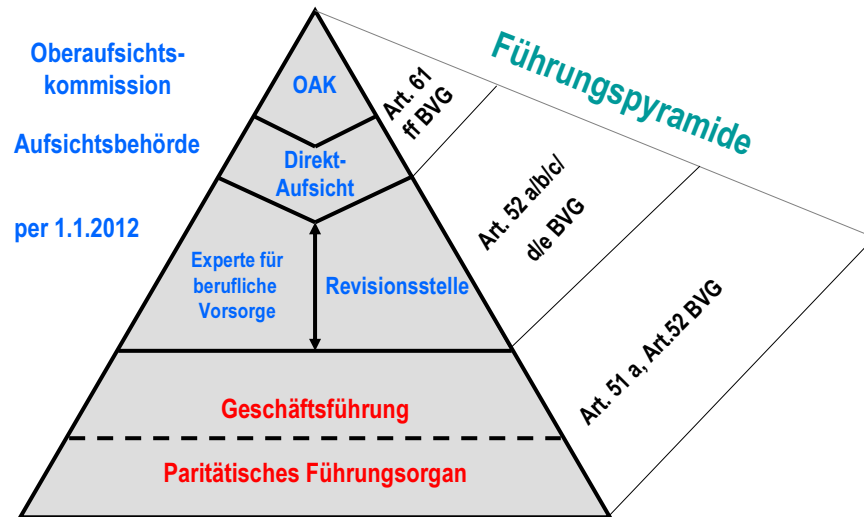 Oberaufsichts-
kommission
Aufsichtsbehörde
per 1.1.2012
OAK
Direkt-
Aufsicht
Experte für
berufliche
Vorsorge
Revisionsstelle
Geschäftsführung
Paritätisches Führungsorgan
Führungspyramide
Art. 61
ff BVG
Art. 52 a/b/c/
d/e BVG
Art. 51 a, Art.52 BVG